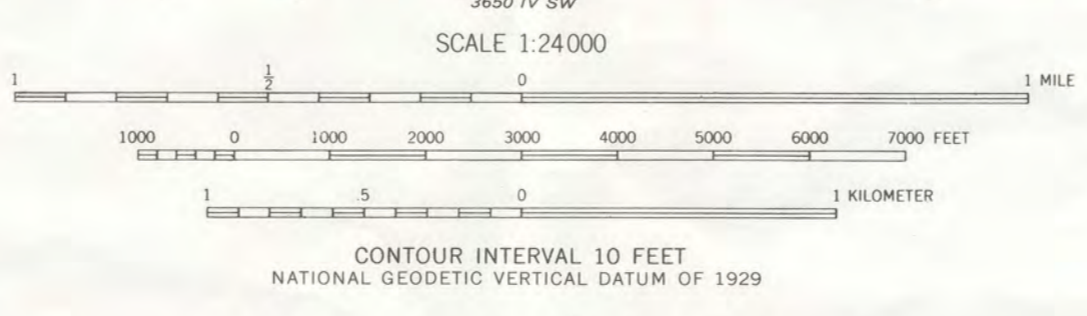 3650 IV SW
SCALE 1:24000
1 ½ 0 1 MILE
1000 0 1000 2000 3000 4000 5000 6000 7000 FEET
1 .5 0 1 KILOMETER
CONTOUR INTERVAL 10 FEET
NATIONAL GEODETIC VERTICAL DATUM OF 1929